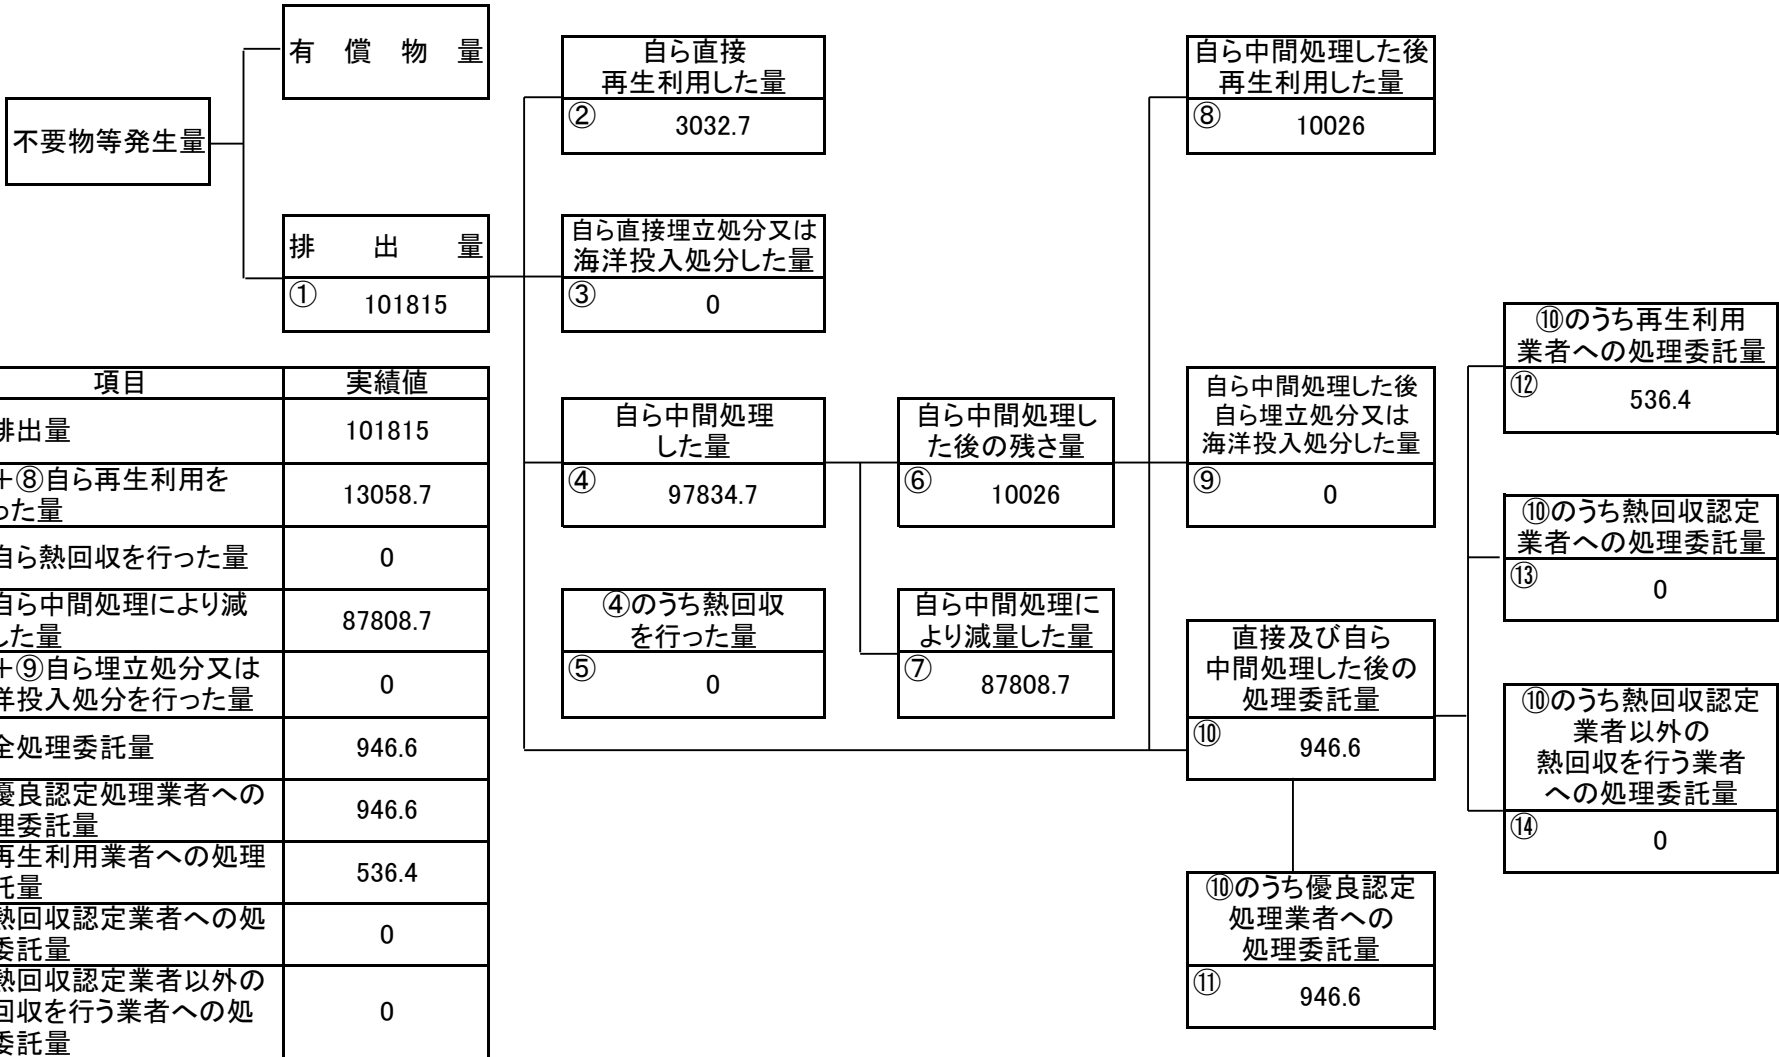 有償物量
不要物等発生量
排出量
① 101815
自ら直接
再生利用した量
② 3032.7
自ら直接埋立処分又は
海洋投入処分した量
③ 0
自ら中間処理
した量
④ 97834.7
④のうち熱回収
を行った量
⑤ 0
自ら中間処理し
た後の残さ量
⑥ 10026
自ら中間処理に
より減量した量
⑦ 87808.7
自ら中間処理した後
再生利用した量
⑧ 10026
自ら中間処理した後
自ら埋立処分又は
海洋投入処分した量
⑨ 0
直接及び自ら
中間処理した後の
処理委託量
⑩ 946.6
⑩のうち優良認定
処理業者への
処理委託量
⑪ 946.6
⑩のうち再生利用
業者への処理委託量
⑫ 536.4
⑩のうち熱回収認定
業者への処理委託量
⑬ 0
⑩のうち熱回収認定
業者以外の
熱回収を行う業者
への処理委託量
⑭ 0
項目 実績値
排出量 101815
+⑧自ら再生利用を
った量 13058.7
自ら熱回収を行った量 0
自ら中間処理により減
した量 87808.7
+⑨自ら埋立処分又は
洋投入処分を行った量 0
全処理委託量 946.6
優良認定処理業者への
理委託量 946.6
再生利用業者への処理
託量 536.4
熱回収認定業者への処
委託量 0
熱回収認定業者以外の
回収を行う業者への処
委託量 0